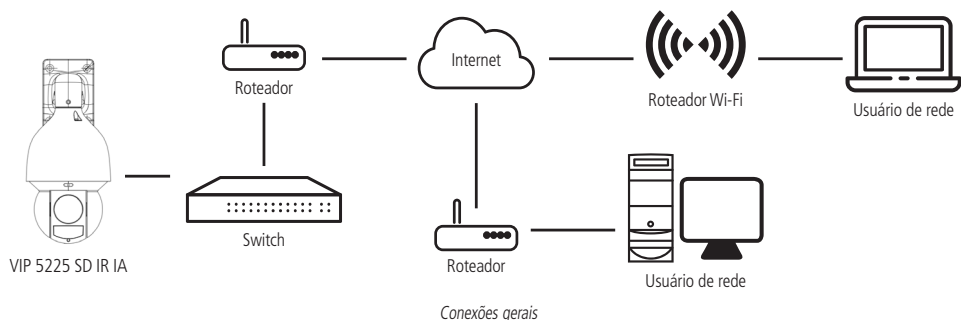 Internet
Roteador
Roteador Wi-Fi
Usuário de rede
VIP 5225 SD IR IA
Switch
Roteador
Usuário de rede
Conexões gerais